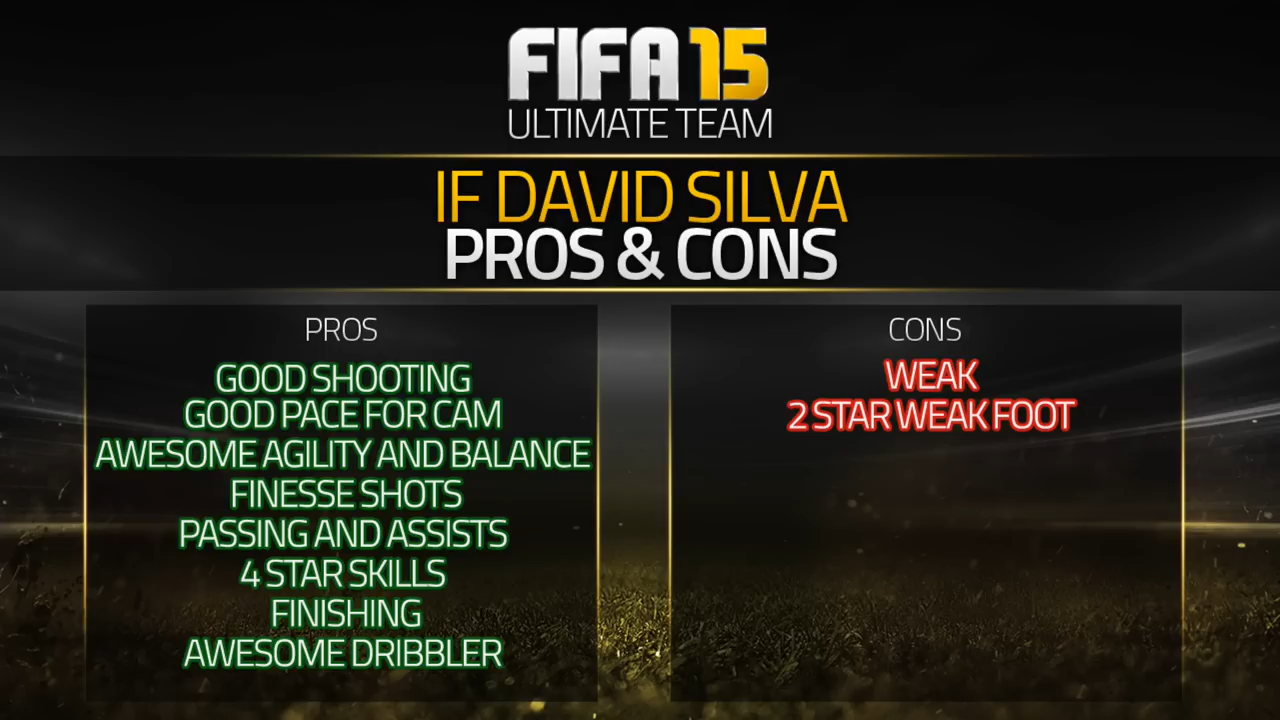 FIFA 15
ULTIMATE TEAM
IF DAVID SILVA
PROS & CONS
PROS
GOOD SHOOTING
GOOD PACE FOR CAM
AWESOME AGILITY AND BALANCE
FINESSE SHOTS
PASSING AND ASSISTS
4 STAR SKILLS
FINISHING
AWESOME DRIBBLER
CONS
WEAK
2 STAR WEAK FOOT